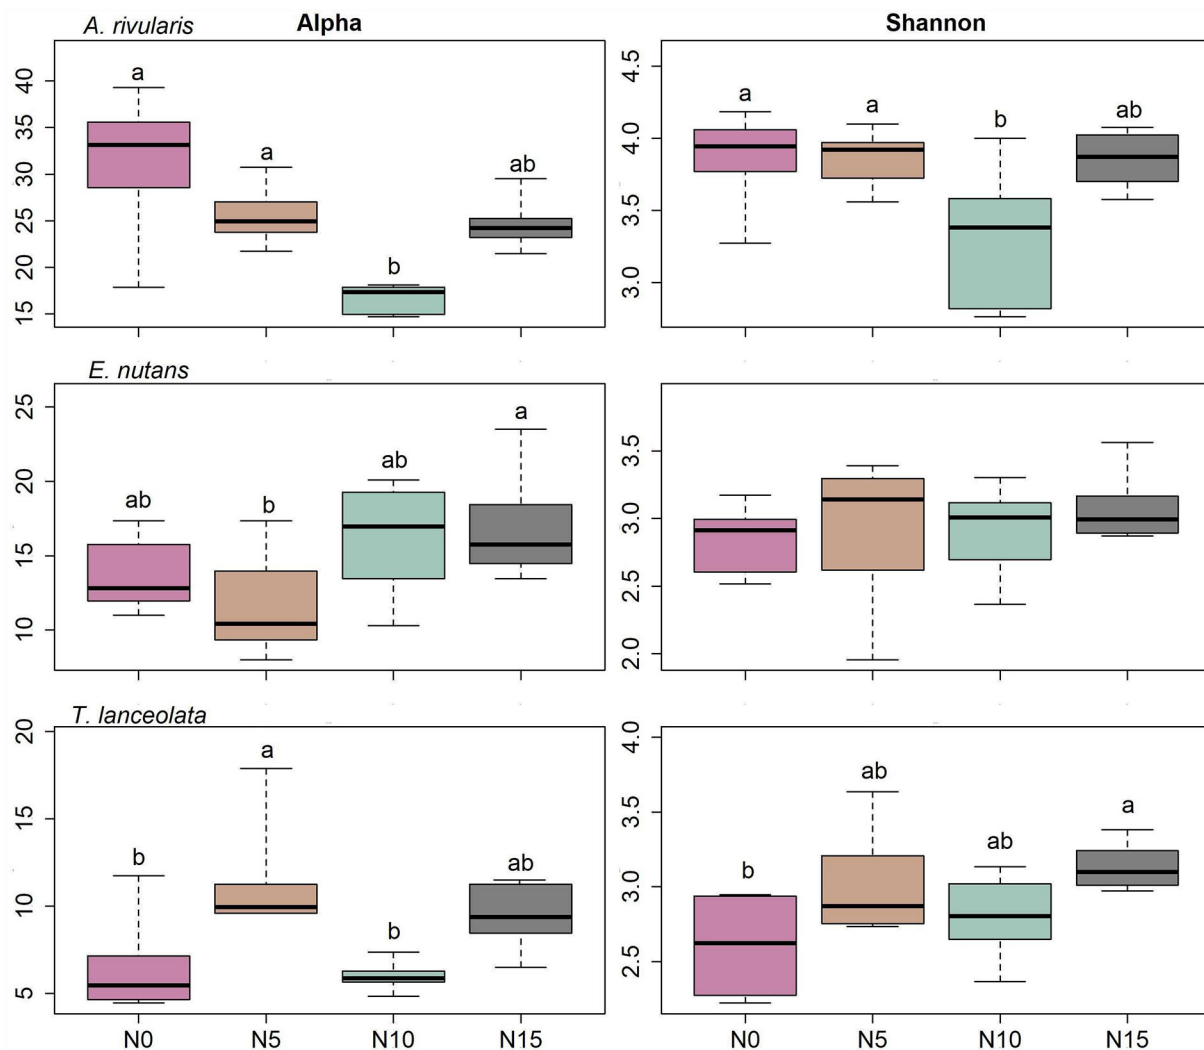 A. rivularis Alpha Shannon
40
35
30
25
20
15
a a b ab
4.5
4.0
3.5
3.0
a a b ab
E. nutans
25
20
15
10
ab b ab a
3.5
3.0
2.5
2.0
T. lanceolata
20
15
10
5
b a b ab
4.0
3.5
3.0
2.5
b ab ab a
N0 N5 N10 N15 N0 N5 N10 N15